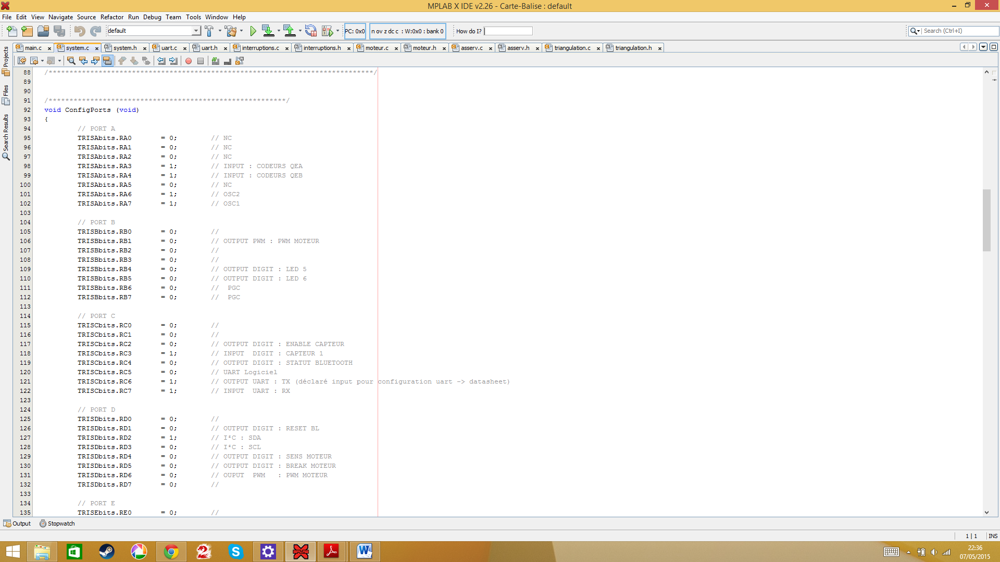 MPLAB X IDE v2.26 - Carte-Balise : default
File Edit View Navigate Source Refactor Run Debug Team Tools Window Help
default PC: 0x0 n ov z dc c : W:0x0 : bank 0 How do I? Search (Ctrl+I)
main.c system.c system.h uart.c uart.h interruptions.c interruptions.h moteur.c moteur.h asserv.c asserv.h triangulation.c triangulation.h
Projects
Files
Search Results
88 /******************************************************************************/
89
90
91 /*********************************************************/
92 void ConfigPorts (void)
93 {
94 // PORT A
95 TRISAbits.RA0 = 0; // NC
96 TRISAbits.RA1 = 0; // NC
97 TRISAbits.RA2 = 0; // NC
98 TRISAbits.RA3 = 1; // INPUT : CODEURS QEA
99 TRISAbits.RA4 = 1; // INPUT : CODEURS QEB
100 TRISAbits.RA5 = 0; // NC
101 TRISAbits.RA6 = 1; // OSC2
102 TRISAbits.RA7 = 1; // OSC1
103
104 // PORT B
105 TRISBbits.RB0 = 0; //
106 TRISBbits.RB1 = 0; // OUTPUT PWM : PWM MOTEUR
107 TRISBbits.RB2 = 0; //
108 TRISBbits.RB3 = 0; //
109 TRISBbits.RB4 = 0; // OUTPUT DIGIT : LED 5
110 TRISBbits.RB5 = 0; // OUTPUT DIGIT : LED 6
111 TRISBbits.RB6 = 0; // PGC
112 TRISBbits.RB7 = 0; // PGC
113
114 // PORT C
115 TRISCbits.RC0 = 0; //
116 TRISCbits.RC1 = 0; //
117 TRISCbits.RC2 = 0; // OUTPUT DIGIT : ENABLE CAPTEUR
118 TRISCbits.RC3 = 1; // INPUT DIGIT : CAPTEUR 1
119 TRISCbits.RC4 = 0; // OUTPUT DIGIT : STATUT BLUETOOTH
120 TRISCbits.RC5 = 0; // UART Logiciel
121 TRISCbits.RC6 = 1; // OUTPUT UART : TX (déclaré input pour configuration uart -> datasheet)
122 TRISCbits.RC7 = 1; // INPUT UART : RX
123
124 // PORT D
125 TRISDbits.RD0 = 0; //
126 TRISDbits.RD1 = 0; // OUTPUT DIGIT : RESET BL
127 TRISDbits.RD2 = 1; // I²C : SDA
128 TRISDbits.RD3 = 0; // I²C : SCL
129 TRISDbits.RD4 = 0; // OUTPUT DIGIT : SENS MOTEUR
130 TRISDbits.RD5 = 0; // OUTPUT DIGIT : BREAK MOTEUR
131 TRISDbits.RD6 = 0; // OUPUT PWM : PWM MOTEUR
132 TRISDbits.RD7 = 0; //
133
134 // PORT E
135 TRISEbits.RE0 = 0; //
Output Stopwatch
1 | 1 INS
22:36
07/05/2015